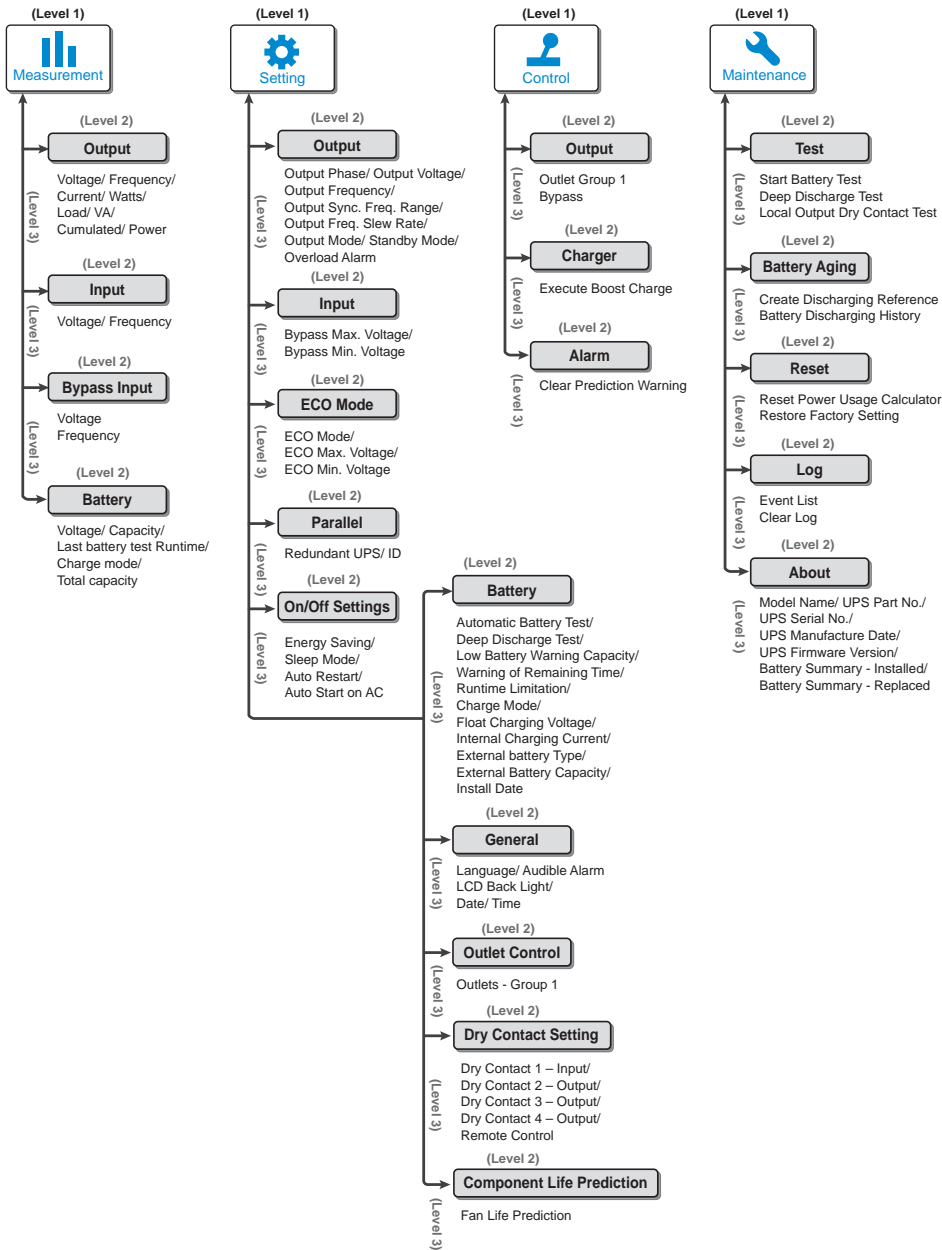 (Level 1)
Measurement
(Level 2)
Output
(Level 3)
Voltage/ Frequency/
Current/ Watts/
Load/ VA/
Cumulated/ Power
(Level 2)
Input
(Level 3)
Voltage/ Frequency
(Level 2)
Bypass Input
(Level 3)
Voltage
Frequency
(Level 2)
Battery
(Level 3)
Voltage/ Capacity/
Last battery test Runtime/
Charge mode/
Total capacity
(Level 1)
Setting
(Level 2)
Output
(Level 3)
Output Phase/ Output Voltage/
Output Frequency/
Output Sync. Freq. Range/
Output Freq. Slew Rate/
Output Mode/ Standby Mode/
Overload Alarm
(Level 2)
Input
(Level 3)
Bypass Max. Voltage/
Bypass Min. Voltage
(Level 2)
ECO Mode
(Level 3)
ECO Mode/
ECO Max. Voltage/
ECO Min. Voltage
(Level 2)
Parallel
(Level 3)
Redundant UPS/ ID
(Level 2)
On/Off Settings
(Level 3)
Energy Saving/
Sleep Mode/
Auto Restart/
Auto Start on AC
(Level 2)
Battery
(Level 3)
Automatic Battery Test/
Deep Discharge Test/
Low Battery Warning Capacity/
Warning of Remaining Time/
Runtime Limitation/
Charge Mode/
Float Charging Voltage/
Internal Charging Current/
External battery Type/
External Battery Capacity/
Install Date
(Level 2)
General
(Level 3)
Language/ Audible Alarm
LCD Back Light/
Date/ Time
(Level 2)
Outlet Control
(Level 3)
Outlets - Group 1
(Level 2)
Dry Contact Setting
(Level 3)
Dry Contact 1 – Input/
Dry Contact 2 – Output/
Dry Contact 3 – Output/
Dry Contact 4 – Output/
Remote Control
(Level 2)
Component Life Prediction
(Level 3)
Fan Life Prediction
(Level 1)
Control
(Level 2)
Output
(Level 3)
Outlet Group 1
Bypass
(Level 2)
Charger
(Level 3)
Execute Boost Charge
(Level 2)
Alarm
(Level 3)
Clear Prediction Warning
(Level 1)
Maintenance
(Level 2)
Test
(Level 3)
Start Battery Test
Deep Discharge Test
Local Output Dry Contact Test
(Level 2)
Battery Aging
(Level 3)
Create Discharging Reference
Battery Discharging History
(Level 2)
Reset
(Level 3)
Reset Power Usage Calculator
Restore Factory Setting
(Level 2)
Log
(Level 3)
Event List
Clear Log
(Level 2)
About
(Level 3)
Model Name/ UPS Part No./
UPS Serial No./
UPS Manufacture Date/
UPS Firmware Version/
Battery Summary - Installed/
Battery Summary - Replaced